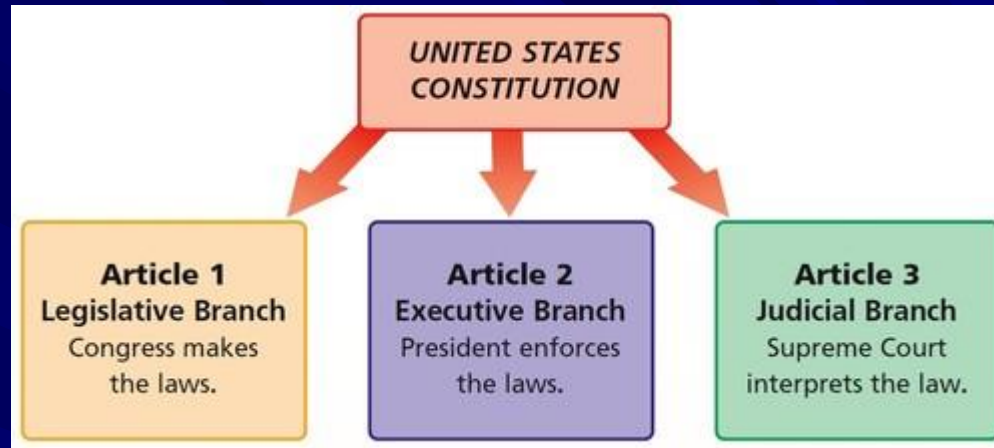 UNITED STATES
CONSTITUTION
Article 1
Legislative Branch
Congress makes
the laws.
Article 2
Executive Branch
President enforces
the laws.
Article 3
Judicial Branch
Supreme Court
interprets the law.